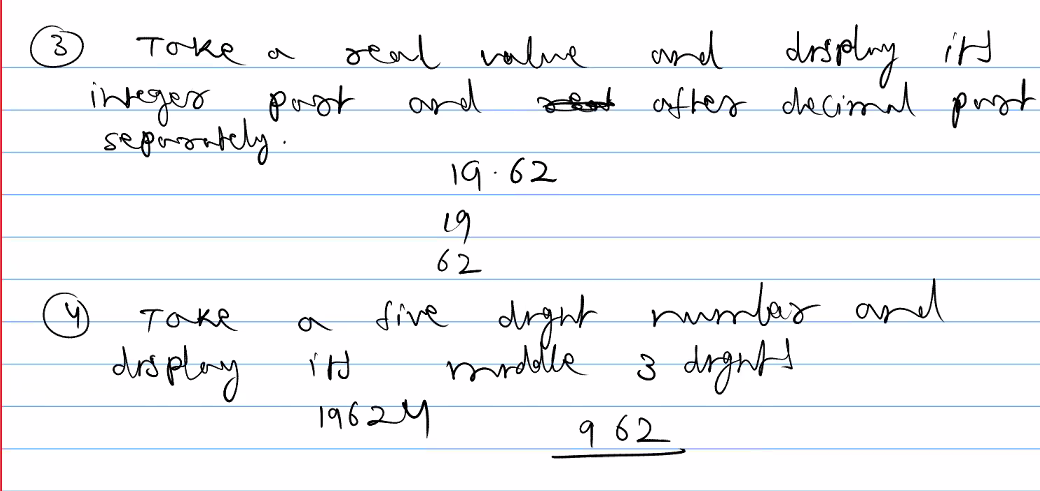 ③ Take a real value and display its
integer part and after decimal part
separately.
19.62
19
62
④ Take a five digit number and
display its middle 3 digits
19624 962